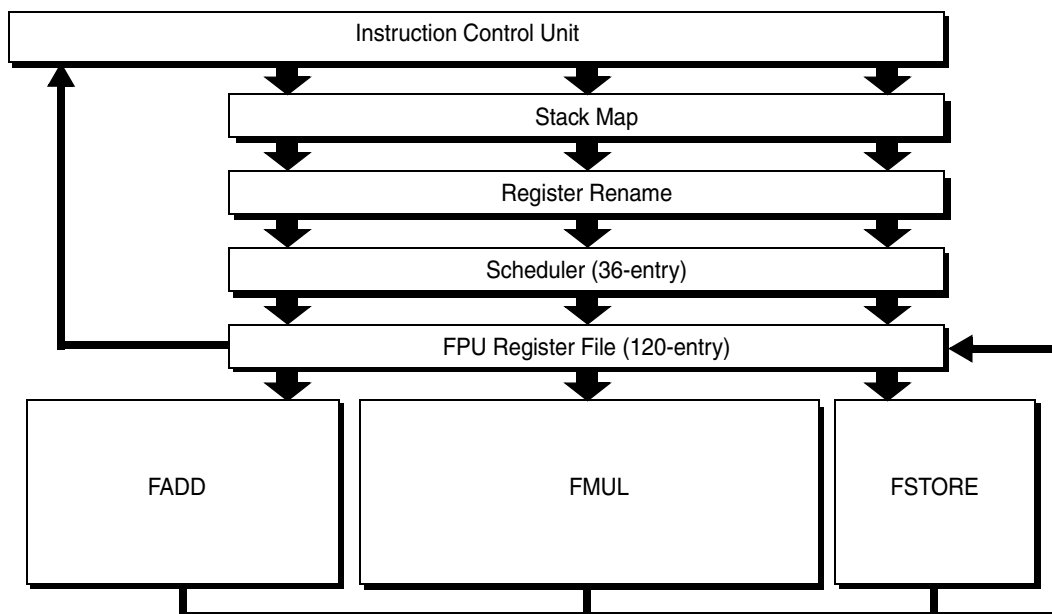 Instruction Control Unit
Stack Map
Register Rename
Scheduler (36-entry)
FPU Register File (120-entry)
FADD
FMUL
FSTORE